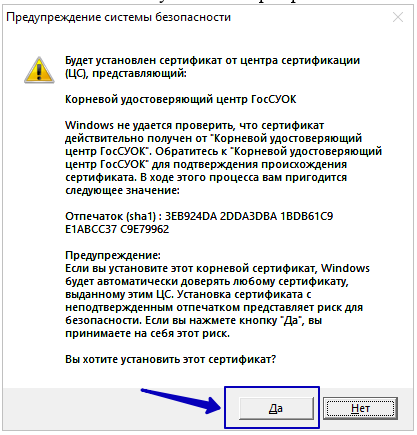 Предупреждение системы безопасности
Будет установлен сертификат от центра сертификации
(ЦС), представляющий:
Корневой удостоверяющий центр ГосСУОК
Windows не удается проверить, что сертификат
действительно получен от "Корневой удостоверяющий
центр ГосСУОК". Обратитесь к "Корневой удостоверяющий
центр ГосСУОК" для подтверждения происхождения
сертификата. В ходе этого процесса вам пригодится
следующее значение:
Отпечаток (sha1) : 3EB924DA 2DDA3DBA 1BDB61C9
E1ABCC37 C9E79962
Предупреждение:
Если вы установите этот корневой сертификат, Windows
будет автоматически доверять любому сертификату,
выданному этим ЦС. Установка сертификата с
неподтвержденным отпечатком представляет риск для
безопасности. Если вы нажмете кнопку "Да", вы
принимаете на себя этот риск.
Вы хотите установить этот сертификат?
Да
Нет